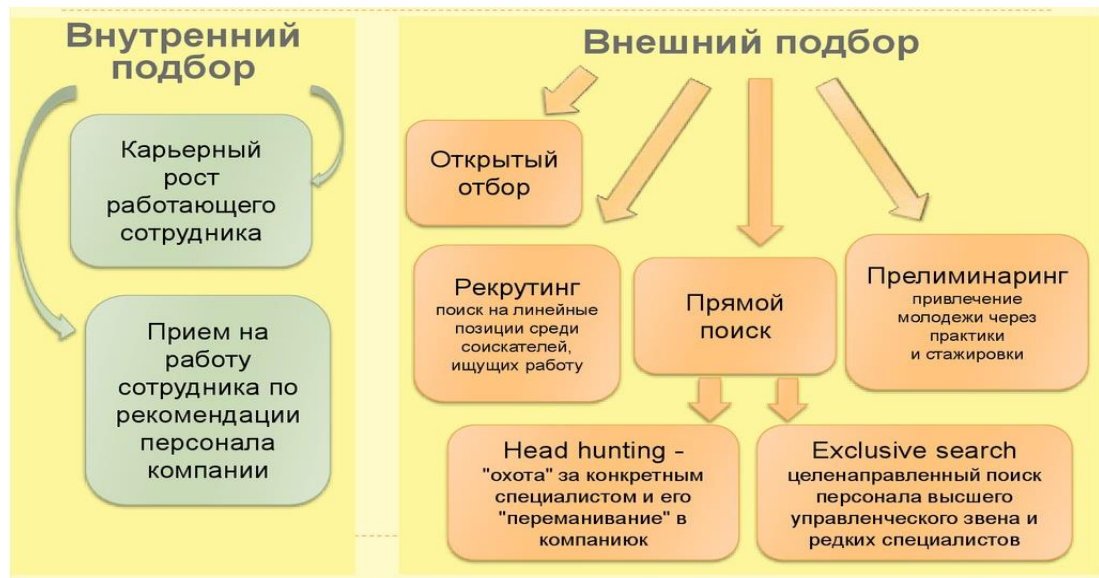 Внутренний
подбор
Карьерный
рост
работающего
сотрудника
Прием на
работу
сотрудника по
рекомендации
персонала
компании
Внешний подбор
Открытый
отбор
Рекрутинг
поиск на линейные
позиции среди
соискателей,
ищущих работу
Прямой
поиск
Прелиминаринг
привлечение
молодежи через
практики
и стажировки
Head hunting -
"охота" за конкретным
специалистом и его
"переманивание" в
компаниюк
Exclusive search
целенаправленный поиск
персонала высшего
управленческого звена и
редких специалистов